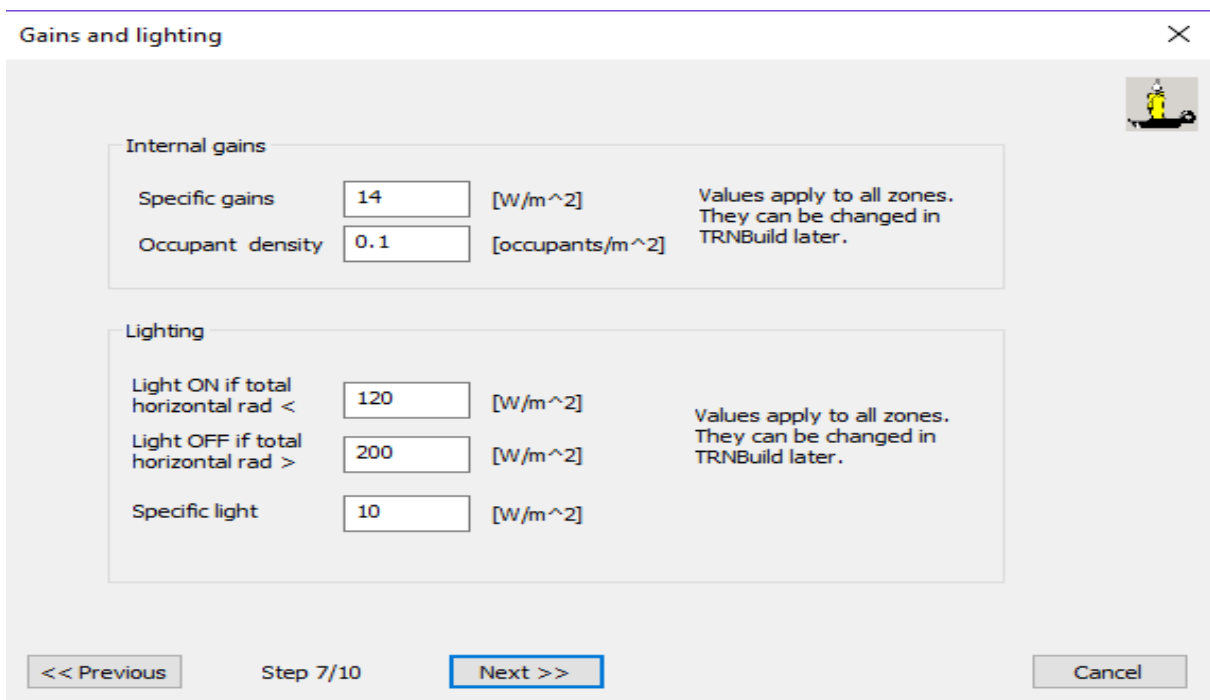 Gains and lighting
Internal gains
Specific gains 14 [W/m^2]
Occupant density 0.1 [occupants/m^2]
Values apply to all zones.
They can be changed in
TRNBuild later.
Lighting
Light ON if total
horizontal rad < 120 [W/m^2]
Light OFF if total
horizontal rad > 200 [W/m^2]
Specific light 10 [W/m^2]
Values apply to all zones.
They can be changed in
TRNBuild later.
<< Previous Step 7/10 Next >> Cancel